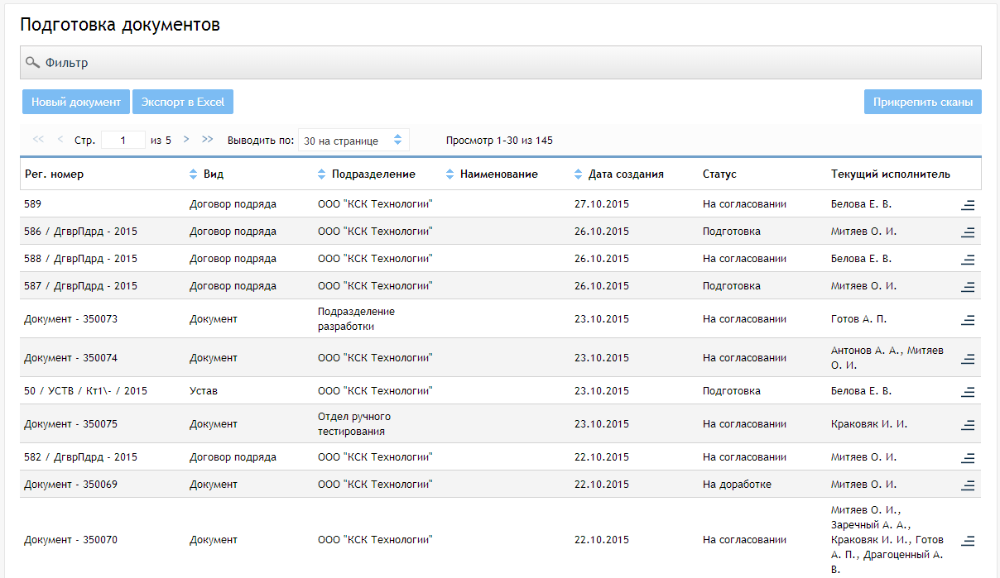 Подготовка документов
Фильтр
Новый документ Экспорт в Excel Прикрепить сканы
<< < Стр. 1 из 5 > >> Выводить по: 30 на странице Просмотр 1-30 из 145
Рег. номер Вид Подразделение Наименование Дата создания Статус Текущий исполнитель
589 Договор подряда ООО "КСК Технологии" 27.10.2015 На согласовании Белова Е. В.
586 / ДгврПдрд - 2015 Договор подряда ООО "КСК Технологии" 26.10.2015 Подготовка Митяев О. И.
588 / ДгврПдрд - 2015 Договор подряда ООО "КСК Технологии" 26.10.2015 На согласовании Белова Е. В.
587 / ДгврПдрд - 2015 Договор подряда ООО "КСК Технологии" 26.10.2015 Подготовка Митяев О. И.
Документ - 350073 Документ Подразделение
разработки 23.10.2015 На согласовании Готов А. П.
Документ - 350074 Документ ООО "КСК Технологии" 23.10.2015 На согласовании Антонов А. А., Митяев
О. И.
50 / УСТВ / Кт1\- / 2015 Устав ООО "КСК Технологии" 23.10.2015 Подготовка Белова Е. В.
Документ - 350075 Документ Отдел ручного
тестирования 23.10.2015 На согласовании Краковяк И. И.
582 / ДгврПдрд - 2015 Договор подряда ООО "КСК Технологии" 22.10.2015 На согласовании Митяев О. И.
Документ - 350069 Документ ООО "КСК Технологии" 22.10.2015 На доработке Митяев О. И.
Документ - 350070 Документ ООО "КСК Технологии" 22.10.2015 На согласовании Митяев О. И.,
Заречный А. А.,
Краковяк И. И., Готов
А. П., Драгоценный А.
В.